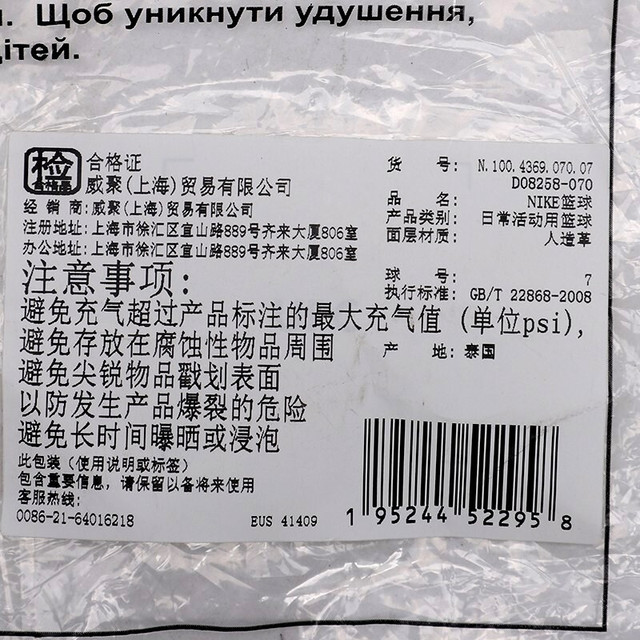 . Щоб уникнути удушення,
ітей.
检 合格证
合格品
威聚(上海)贸易有限公司
经 销 商:威聚(上海)贸易有限公司
注册地址:上海市徐汇区宜山路889号齐来大厦806室
办公地址:上海市徐汇区宜山路889号齐来大厦806室
货 号: N.100.4369.070.07
D08258-070
品 名: NIKE篮球
产品类别: 日常活动用篮球
面层材质: 人造革
球 号: 7
执行标准: GB/T 22868-2008
产 地: 泰国
注意事项:
避免充气超过产品标注的最大充气值 (单位psi),
避免存放在腐蚀性物品周围
避免尖锐物品戳划表面
以防发生产品爆裂的危险
避免长时间曝晒或浸泡
此包装 (使用说明或标签)
包含重要信息, 请保留以备将来使用
客服热线:
0086-21-64016218
EUS 41409
1 95244 52295 8